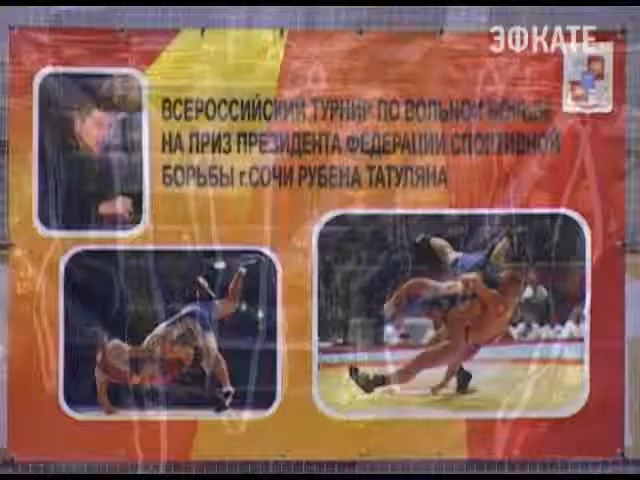 ЭФКАТЕ
ВСЕРОССИЙСКИЙ ТУРНИР ПО ВОЛЬНОЙ БОРЬБЕ
НА ПРИЗ ПРЕЗИДЕНТА ФЕДЕРАЦИИ СПОРТИВНОЙ
БОРЬБЫ г.СОЧИ РУБЕНА ТАТУЛЯНА